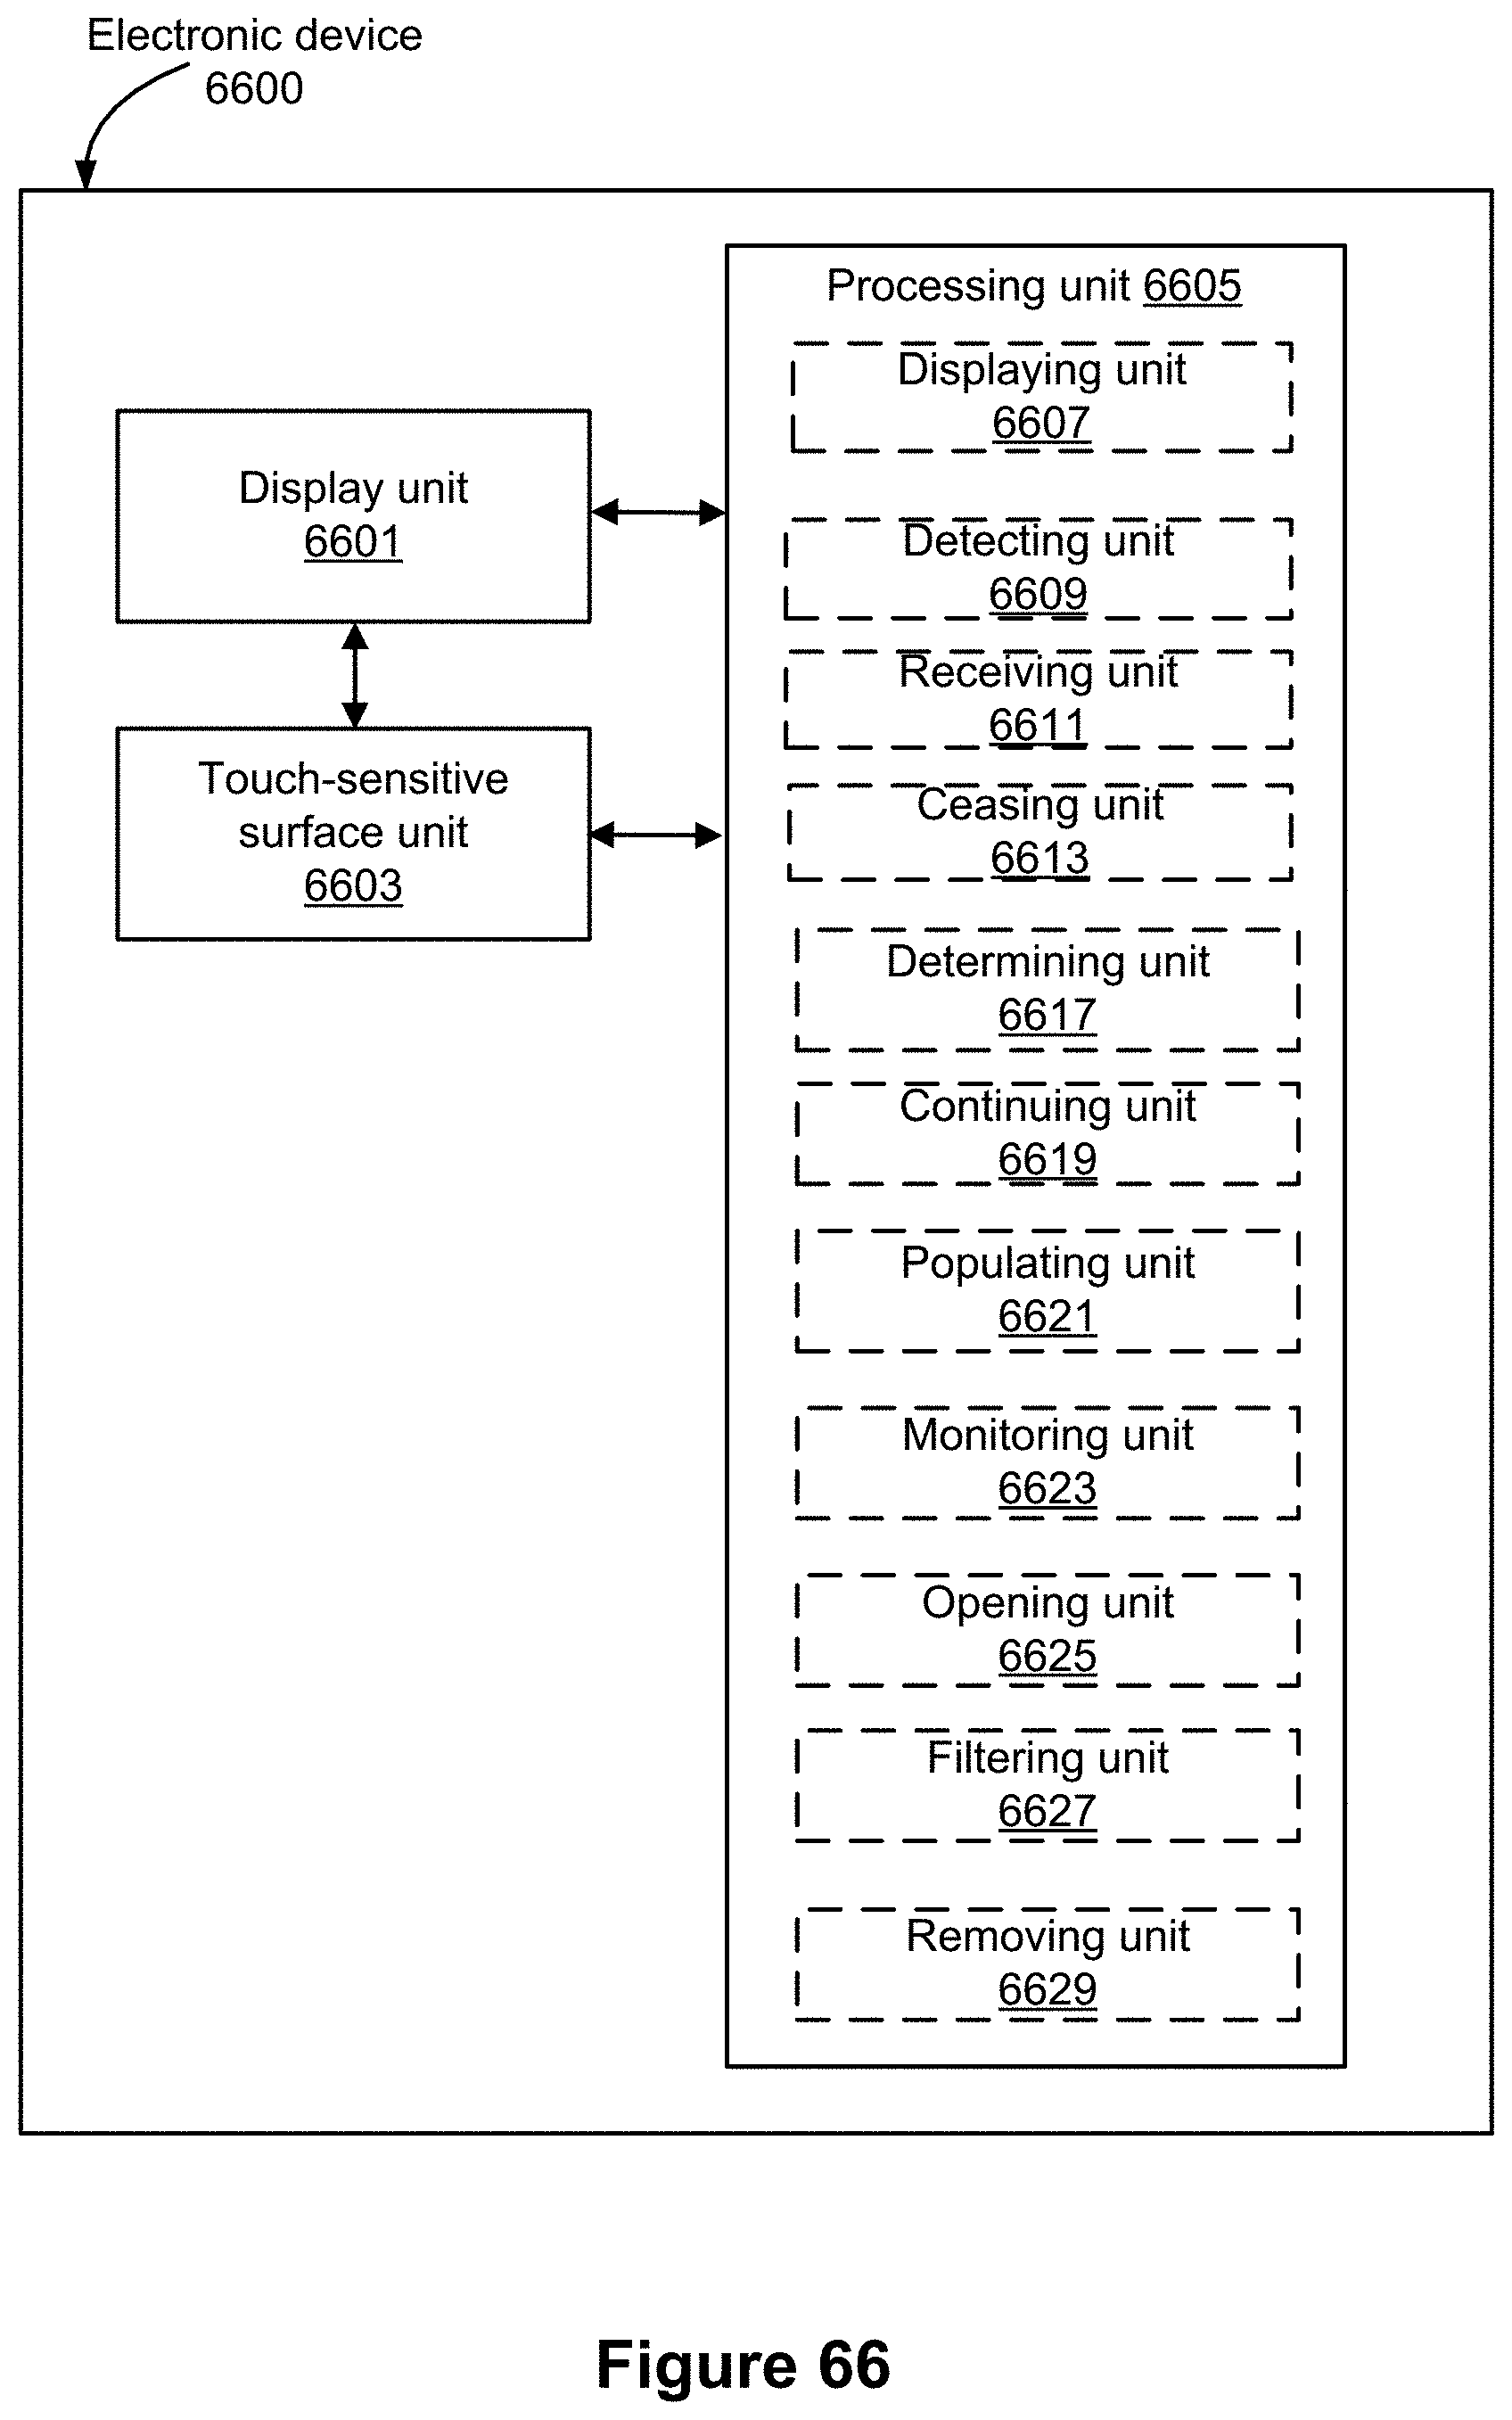 Electronic device
6600
Processing unit 6605
Displaying unit
6607
Display unit
6601
Detecting unit
6609
Receiving unit
6611
Touch-sensitive
surface unit
6603
Ceasing unit
6613
Determining unit
6617
Continuing unit
6619
Populating unit
6621
Monitoring unit
6623
Opening unit
6625
Filtering unit
6627
Removing unit
6629
Figure 66